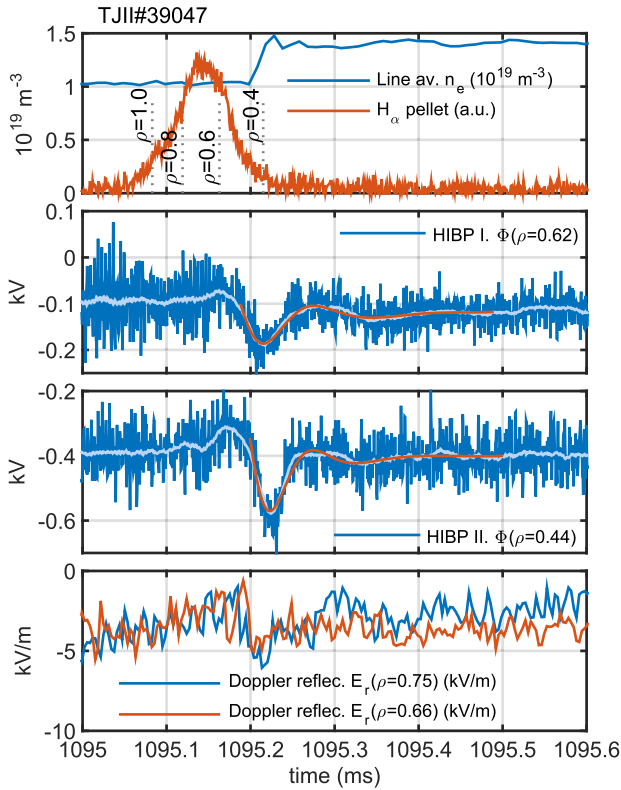 TJII#39047
1.5
1
0.5
0
10¹⁹ m⁻³
Line av. nₑ (10¹⁹ m⁻³)
H_α pellet (a.u.)
ρ=1.0
ρ=0.8
ρ=0.6
ρ=0.4
0.1
0
-0.1
-0.2
kV
HIBP I. Φ(ρ=0.62)
-0.2
-0.4
-0.6
kV
HIBP II. Φ(ρ=0.44)
0
-5
-10
kV/m
Doppler reflec. E_r(ρ=0.75) (kV/m)
Doppler reflec. E_r(ρ=0.66) (kV/m)
1095 1095.1 1095.2 1095.3 1095.4 1095.5 1095.6
time (ms)